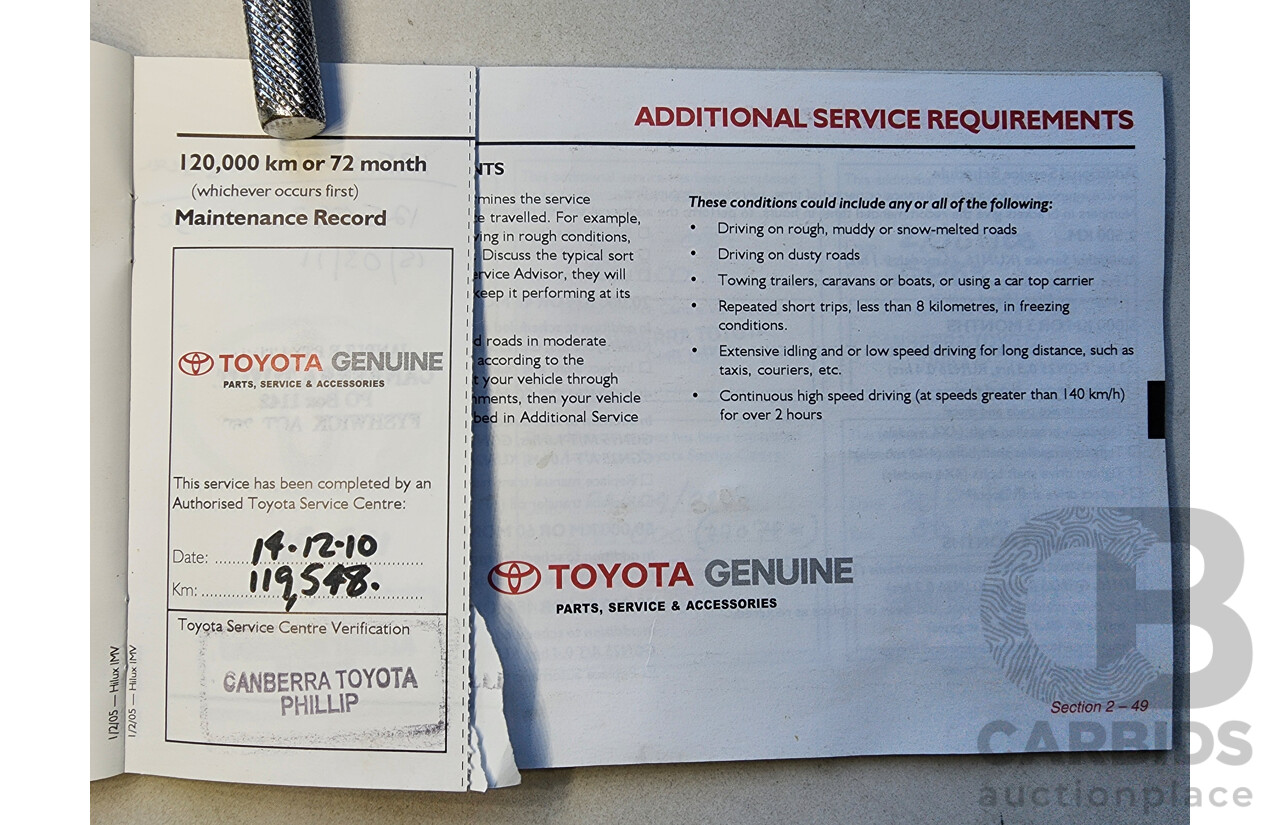 120,000 km or 72 month
(whichever occurs first)
Maintenance Record
TOYOTA GENUINE
PARTS, SERVICE & ACCESSORIES
This service has been completed by an
Authorised Toyota Service Centre:
Date: 14·12·10
Km: 119,548.
Toyota Service Centre Verification
CANBERRA TOYOTA
PHILLIP
1/2/05 — Hilux IMV
1/2/05 — Hilux IMV
ADDITIONAL SERVICE REQUIREMENTS
NTS
mines the service
e travelled. For example,
ving in rough conditions,
Discuss the typical sort
rvice Advisor, they will
keep it performing at its
d roads in moderate
according to the
t your vehicle through
nments, then your vehicle
bed in Additional Service
These conditions could include any or all of the following:
• Driving on rough, muddy or snow-melted roads
• Driving on dusty roads
• Towing trailers, caravans or boats, or using a car top carrier
• Repeated short trips, less than 8 kilometres, in freezing
conditions.
• Extensive idling and or low speed driving for long distance, such as
taxis, couriers, etc.
• Continuous high speed driving (at speeds greater than 140 km/h)
for over 2 hours
TOYOTA GENUINE
PARTS, SERVICE & ACCESSORIES
Section 2 – 49
CB
CARBIDS
auctionplace